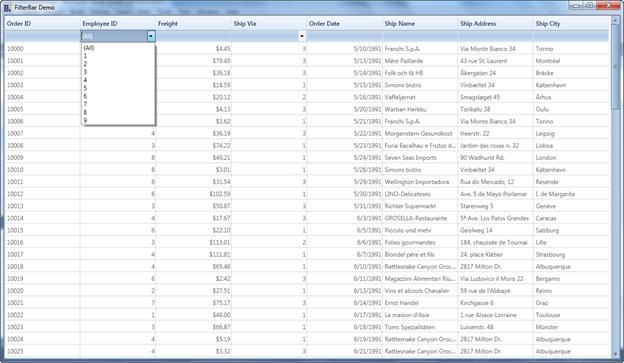 FilterBar Demo
Order ID Employee ID Freight Ship Via Order Date Ship Name Ship Address Ship City
(All)
10000 (All) $4.45 3 5/10/1991 Franchi S.p.A. Via Monte Bianco 34 Torino
10001 1 $79.45 3 5/13/1991 Mère Paillarde 43 rue St. Laurent Montréal
10002 2 $36.18 3 5/14/1991 Folk och fä HB Åkergatan 24 Bräcke
10003 3 4 $18.59 1 5/15/1991 Simons bistro Vinbæltet 34 København
10004 5 $20.12 2 5/16/1991 Vaffeljernet Smagsløget 45 Århus
10005 6 7 $4.13 3 5/20/1991 Wartian Herkku Torikatu 38 Oulu
10006 8 9 $3.62 1 5/21/1991 Franchi S.p.A. Via Monte Bianco 34 Torino
10007 4 $36.19 3 5/22/1991 Morgenstern Gesundkost Heerstr. 22 Leipzig
10008 3 $74.22 1 5/23/1991 Furia Bacalhau e Frutos d... Jardim das rosas n. 32 Lisboa
10009 8 $49.21 1 5/24/1991 Seven Seas Imports 90 Wadhurst Rd. London
10010 8 $3.01 1 5/28/1991 Simons bistro Vinbæltet 34 København
10011 6 $31.54 3 5/29/1991 Wellington Importadora Rua do Mercado, 12 Resende
10012 6 $102.59 1 5/30/1991 LINO-Delicateses Ave. 5 de Mayo Porlamar I. de Margarita
10013 3 $50.87 3 5/31/1991 Richter Supermarkt Starenweg 5 Genève
10014 4 $17.67 3 6/3/1991 GROSELLA-Restaurante 5ª Ave. Los Palos Grandes Caracas
10015 6 $22.10 1 6/5/1991 Piccolo und mehr Geislweg 14 Salzburg
10016 3 $113.01 2 6/6/1991 Folies gourmandes 184, chaussée de Tournai Lille
10017 4 $111.81 1 6/7/1991 Blondel père et fils 24, place Kléber Strasbourg
10018 4 $65.46 1 6/10/1991 Rattlesnake Canyon Groc... 2817 Milton Dr. Albuquerque
10019 6 $2.42 3 6/11/1991 Magazzini Alimentari Riu... Via Ludovico il Moro 22 Bergamo
10020 2 $27.51 1 6/13/1991 Vins et alcools Chevalier 59 rue de l'Abbaye Reims
10021 7 $75.17 3 6/14/1991 Ernst Handel Kirchgasse 6 Graz
10022 1 $46.00 1 6/17/1991 La maison d'Asie 1 rue Alsace-Lorraine Toulouse
10023 3 $66.87 1 6/18/1991 Toms Spezialitäten Luisenstr. 48 Münster
10024 4 $5.19 1 6/19/1991 Rattlesnake Canyon Groc... 2817 Milton Dr. Albuquerque
10025 4 $3.32 3 6/21/1991 Rattlesnake Canyon Groc... 2817 Milton Dr. Albuquerque